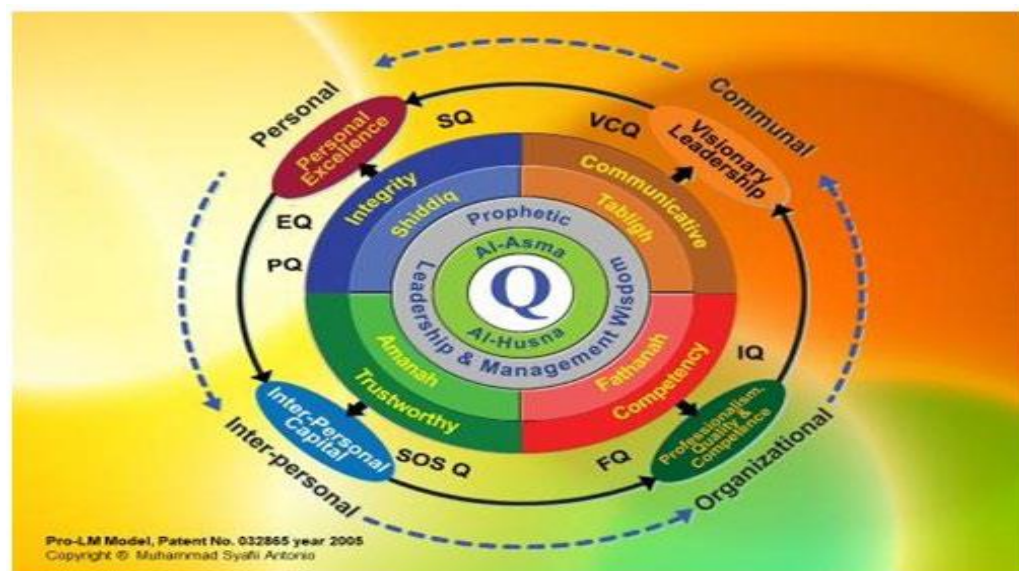 Personal
Communal
Personal
Excellence
SQ
VCQ
Visionary
Leadership
Integrity
Shiddiq
Communicative
Tabligh
EQ
PQ
Prophetic
Al-Asma
Q
Al-Husna
Leadership & Management Wisdom
Amanah
Trustworthy
Fathanah
Competency
IQ
Inter-Personal
Capital
SOS Q
FQ
Professionalism.
Quality &
Competence
Inter-personal
Organizational
Pro-LM Model, Patent No. 032865 year 2005
Copyright © Muhammad Syafii Antonio